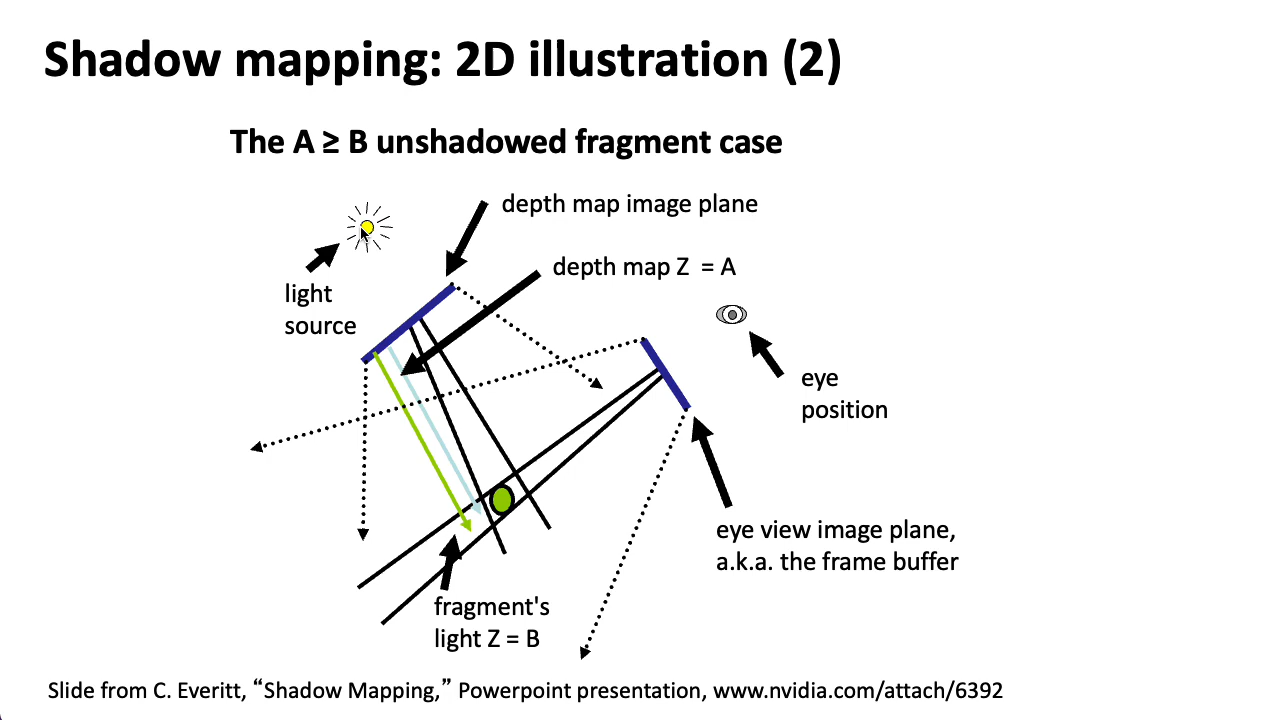 Shadow mapping: 2D illustration (2)
The A ≥ B unshadowed fragment case
depth map image plane
depth map Z  = A
light
source
eye
position
eye view image plane,
a.k.a. the frame buffer
fragment's
light Z = B
Slide from C. Everitt, “Shadow Mapping,” Powerpoint presentation, www.nvidia.com/attach/6392